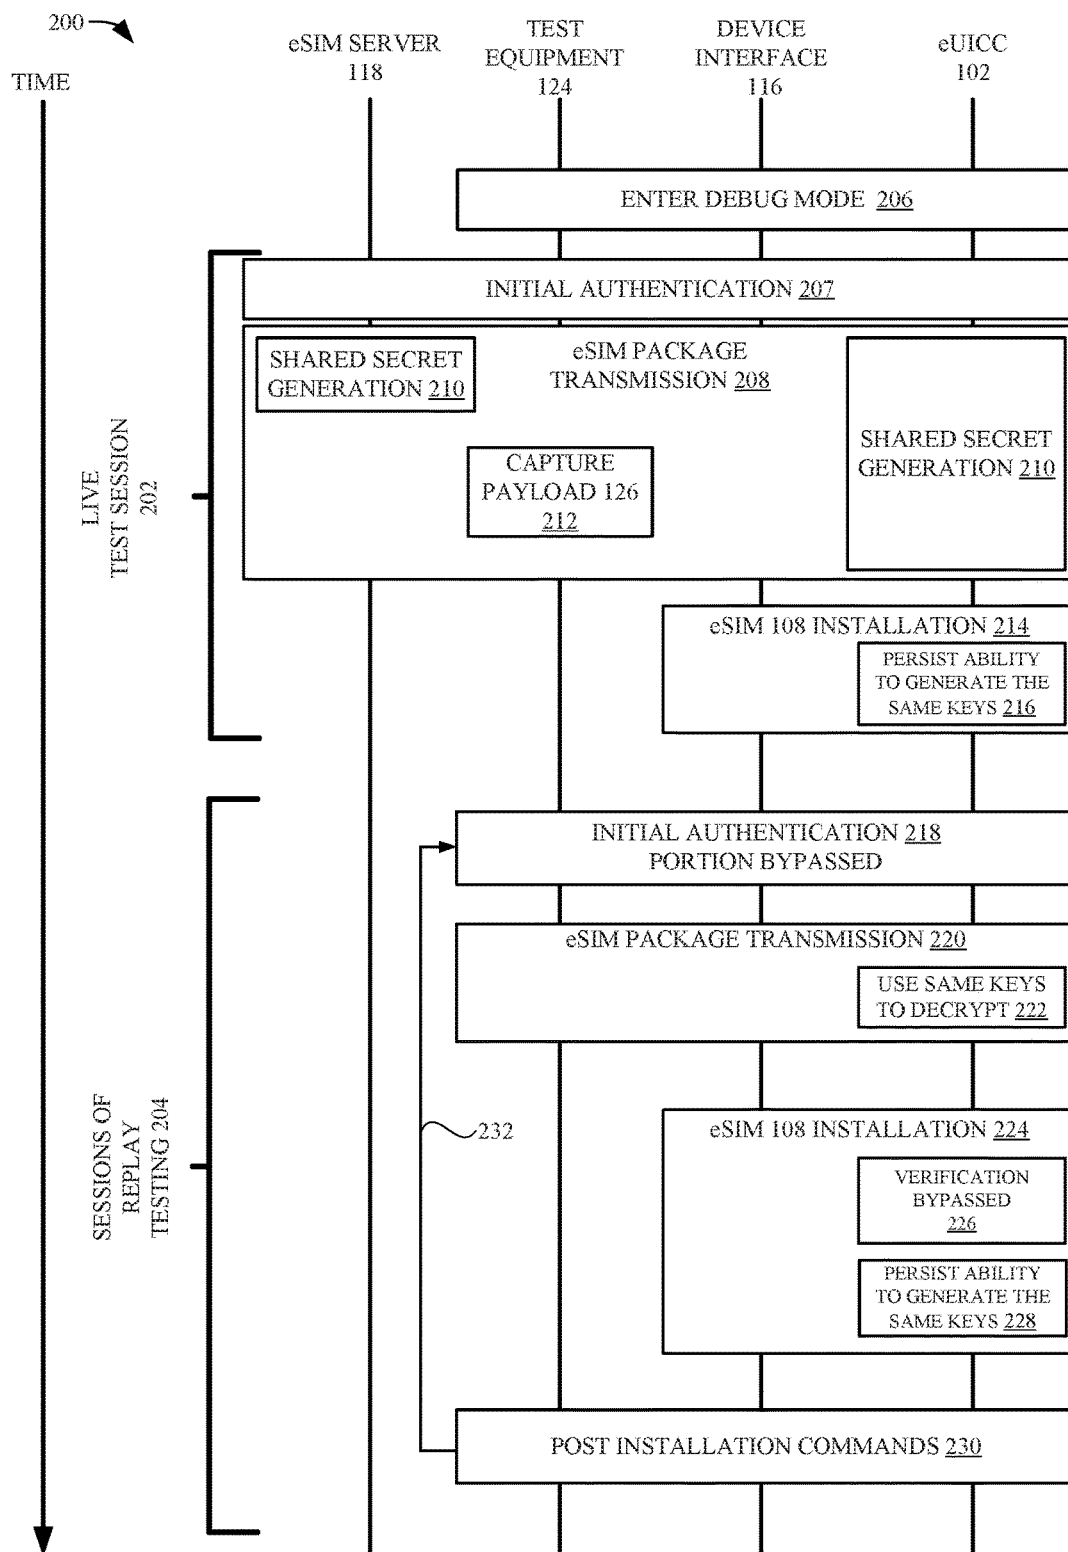 200
TIME
eSIM SERVER
118
TEST
EQUIPMENT
124
DEVICE
INTERFACE
116
eUICC
102
ENTER DEBUG MODE 206
LIVE
TEST SESSION
202
INITIAL AUTHENTICATION 207
eSIM PACKAGE
TRANSMISSION 208
SHARED SECRET
GENERATION 210
CAPTURE
PAYLOAD 126
212
SHARED SECRET
GENERATION 210
eSIM 108 INSTALLATION 214
PERSIST ABILITY
TO GENERATE THE
SAME KEYS 216
SESSIONS OF
REPLAY
TESTING 204
INITIAL AUTHENTICATION 218
PORTION BYPASSED
eSIM PACKAGE TRANSMISSION 220
USE SAME KEYS
TO DECRYPT 222
232
eSIM 108 INSTALLATION 224
VERIFICATION
BYPASSED
226
PERSIST ABILITY
TO GENERATE THE
SAME KEYS 228
POST INSTALLATION COMMANDS 230